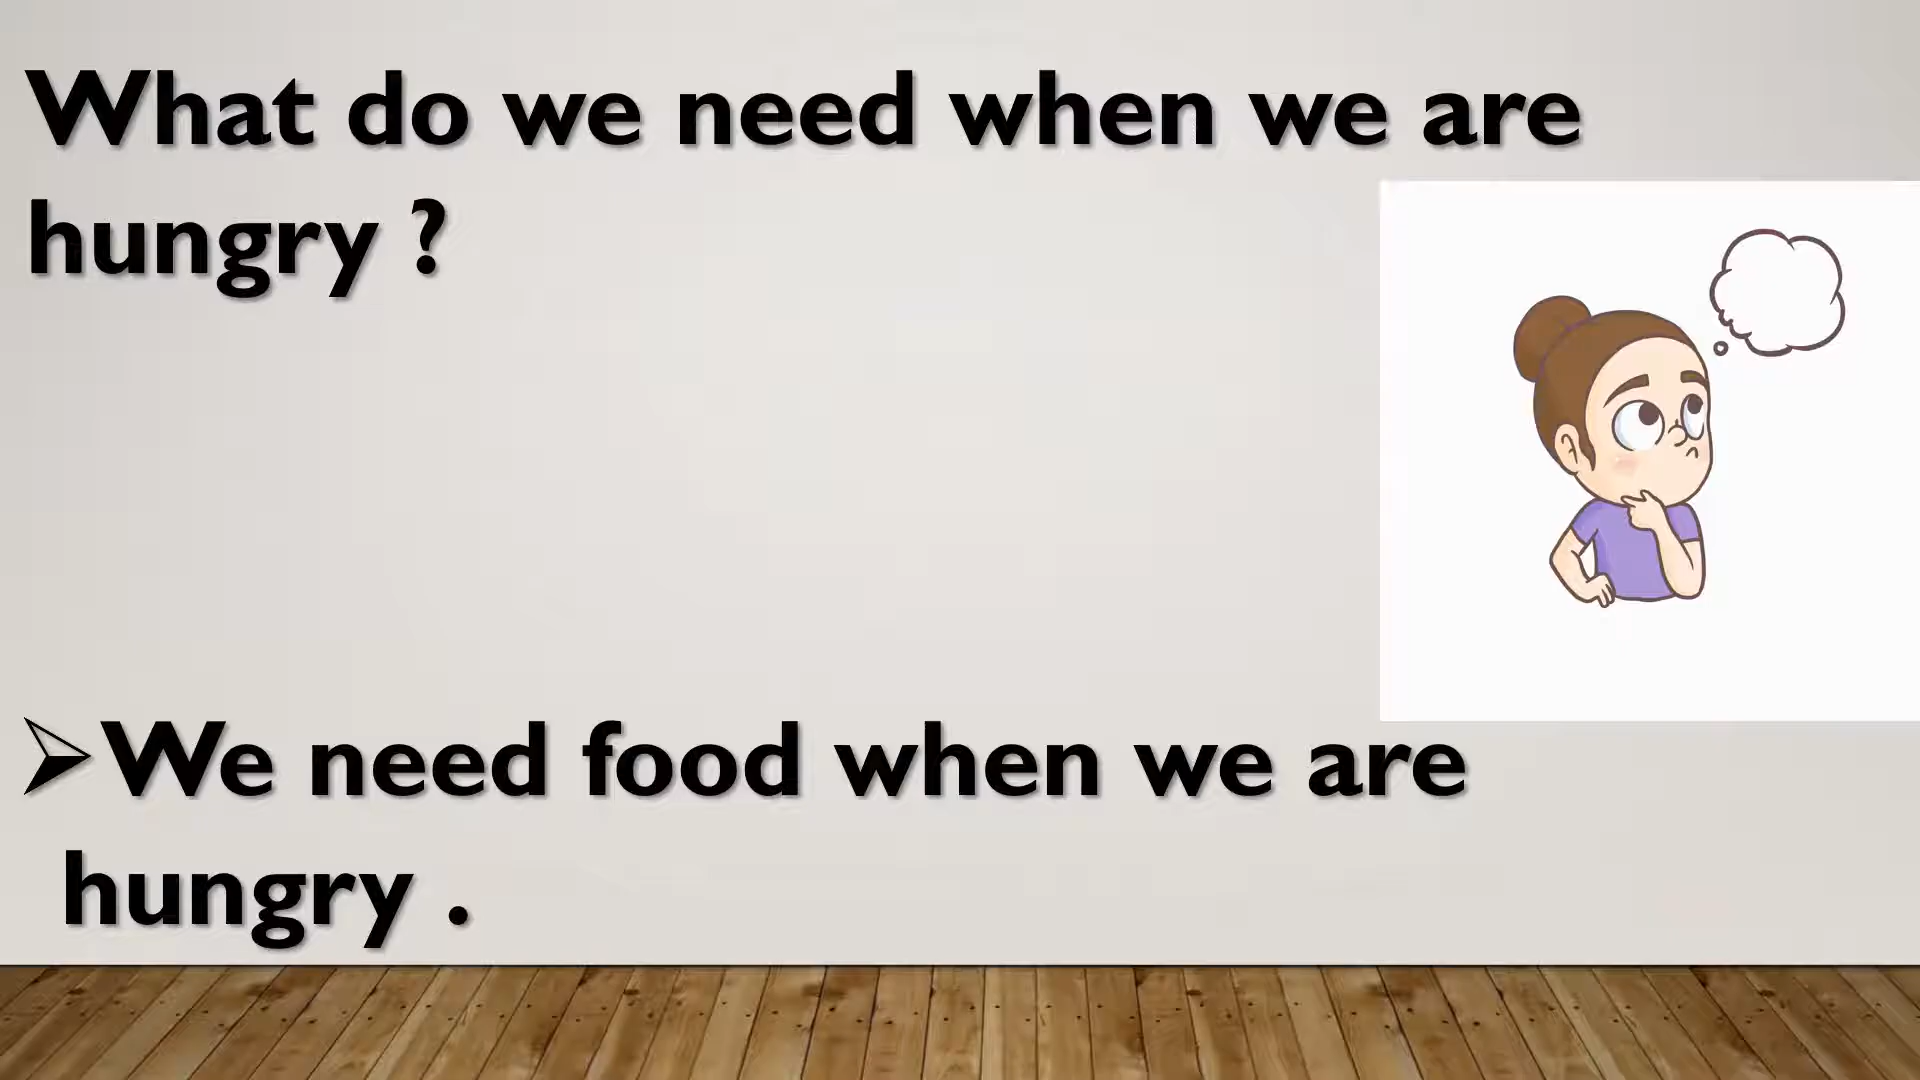 What do we need when we are
hungry ?
➢We need food when we are
hungry .